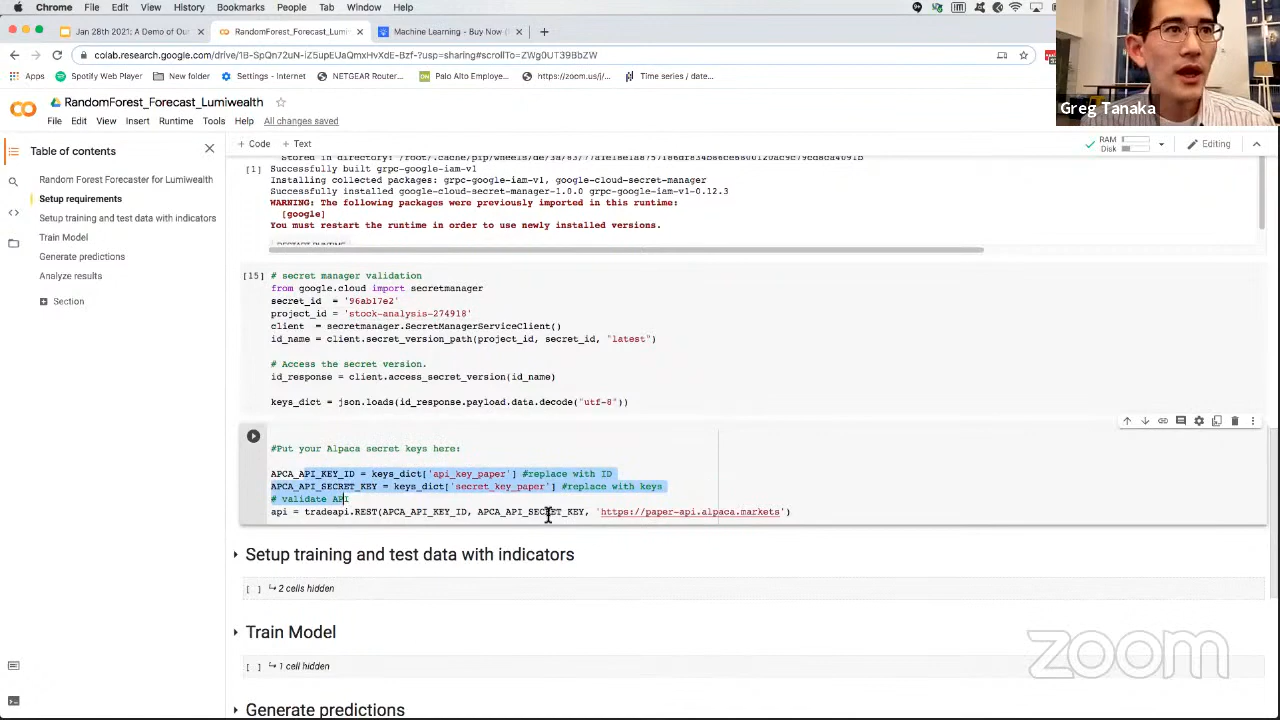 Chrome File Edit View History Bookmarks People Tab Window Help
Jan 28th 2021: A Demo of Our
RandomForest_Forecast_Lumi
Machine Learning - Buy Now (P
colab.research.google.com/drive/1B-SpQn72uN-iZ5upEUaQmxHvXdE-Bzf-?usp=sharing#scrollTo=ZWg0UT39BbZW
Apps Spotify Web Player New folder Settings - Internet NETGEAR Router... Palo Alto Employe... https://zoom.us/j/... Time series / data...
Greg Tanaka
RandomForest_Forecast_Lumiwealth
File Edit View Insert Runtime Tools Help All changes saved
Table of contents
Random Forest Forecaster for Lumiwealth
Setup requirements
Setup training and test data with indicators
Train Model
Generate predictions
Analyze results
Section
+ Code + Text
RAM
Disk
Editing
[1]
Successfully built grpc-google-iam-v1
Installing collected packages: grpc-google-iam-v1, google-cloud-secret-manager
Successfully installed google-cloud-secret-manager-1.0.0 grpc-google-iam-v1-0.12.3
WARNING: The following packages were previously imported in this runtime:
[google]
You must restart the runtime in order to use newly installed versions.
[15] # secret manager validation
from google.cloud import secretmanager
secret_id = '96ab17e2'
project_id = 'stock-analysis-274918'
client = secretmanager.SecretManagerServiceClient()
id_name = client.secret_version_path(project_id, secret_id, "latest")
# Access the secret version.
id_response = client.access_secret_version(id_name)
keys_dict = json.loads(id_response.payload.data.decode("utf-8"))
#Put your Alpaca secret keys here:
APCA_API_KEY_ID = keys_dict['api_key_paper'] #replace with ID
APCA_API_SECRET_KEY = keys_dict['secret_key_paper'] #replace with keys
# validate API
api = tradeapi.REST(APCA_API_KEY_ID, APCA_API_SECRET_KEY, 'https://paper-api.alpaca.markets')
Setup training and test data with indicators
[ ] 2 cells hidden
Train Model
[ ] 1 cell hidden
Generate predictions
zoom